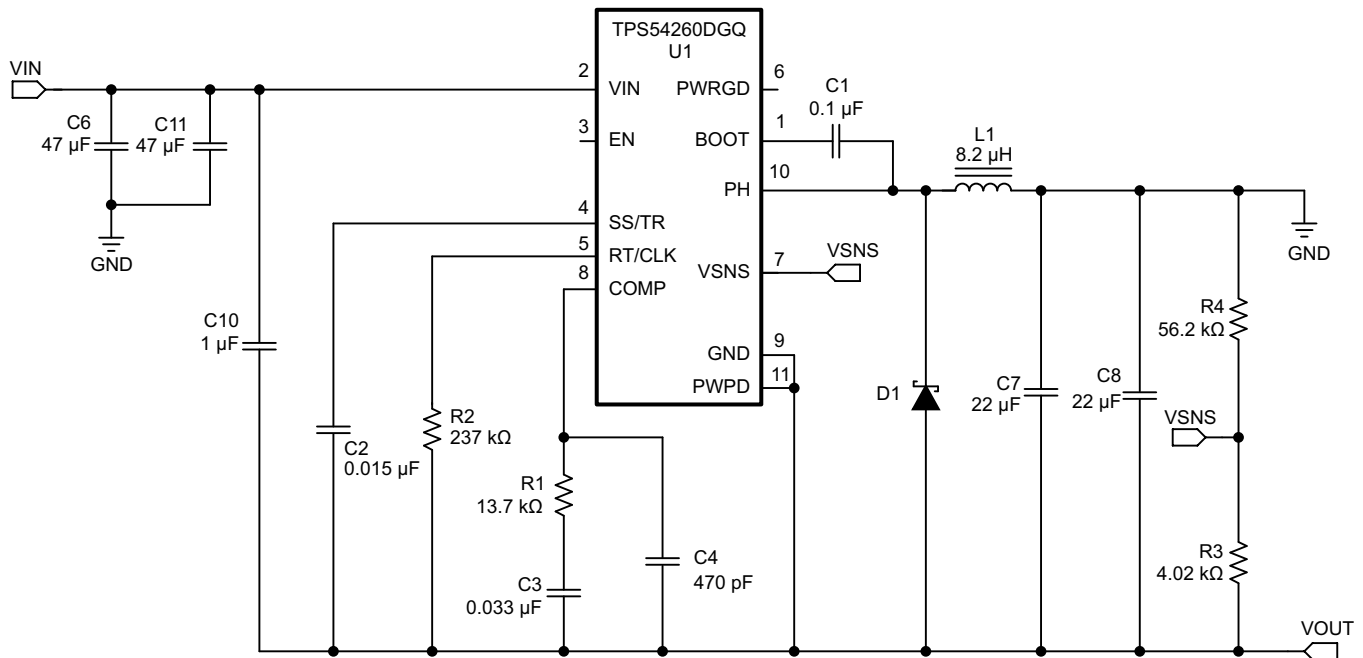 TPS54260DGQ
U1
VIN
2
VIN
PWRGD
6
C1
0.1 µF
C6
47 µF
C11
47 µF
3
EN
BOOT
1
L1
8.2 µH
PH
10
GND
4
SS/TR
5
RT/CLK
8
COMP
VSNS
7
VSNS
GND
C10
1 µF
R4
56.2 kΩ
GND
9
PWPD
11
D1
C7
22 µF
C8
22 µF
VSNS
R2
237 kΩ
C2
0.015 µF
R1
13.7 kΩ
C4
470 pF
C3
0.033 µF
R3
4.02 kΩ
VOUT